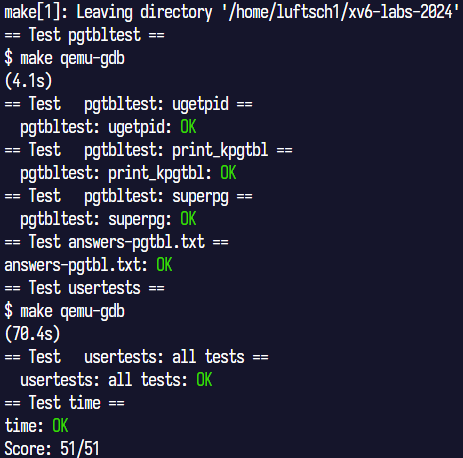 make[1]: Leaving directory '/home/luftsch1/xv6-labs-2024'
== Test pgtbltest ==
$ make qemu-gdb
(4.1s)
== Test   pgtbltest: ugetpid ==
  pgtbltest: ugetpid: OK
== Test   pgtbltest: print_kpgtbl ==
  pgtbltest: print_kpgtbl: OK
== Test   pgtbltest: superpg ==
  pgtbltest: superpg: OK
== Test answers-pgtbl.txt ==
answers-pgtbl.txt: OK
== Test usertests ==
$ make qemu-gdb
(70.4s)
== Test   usertests: all tests ==
  usertests: all tests: OK
== Test time ==
time: OK
Score: 51/51